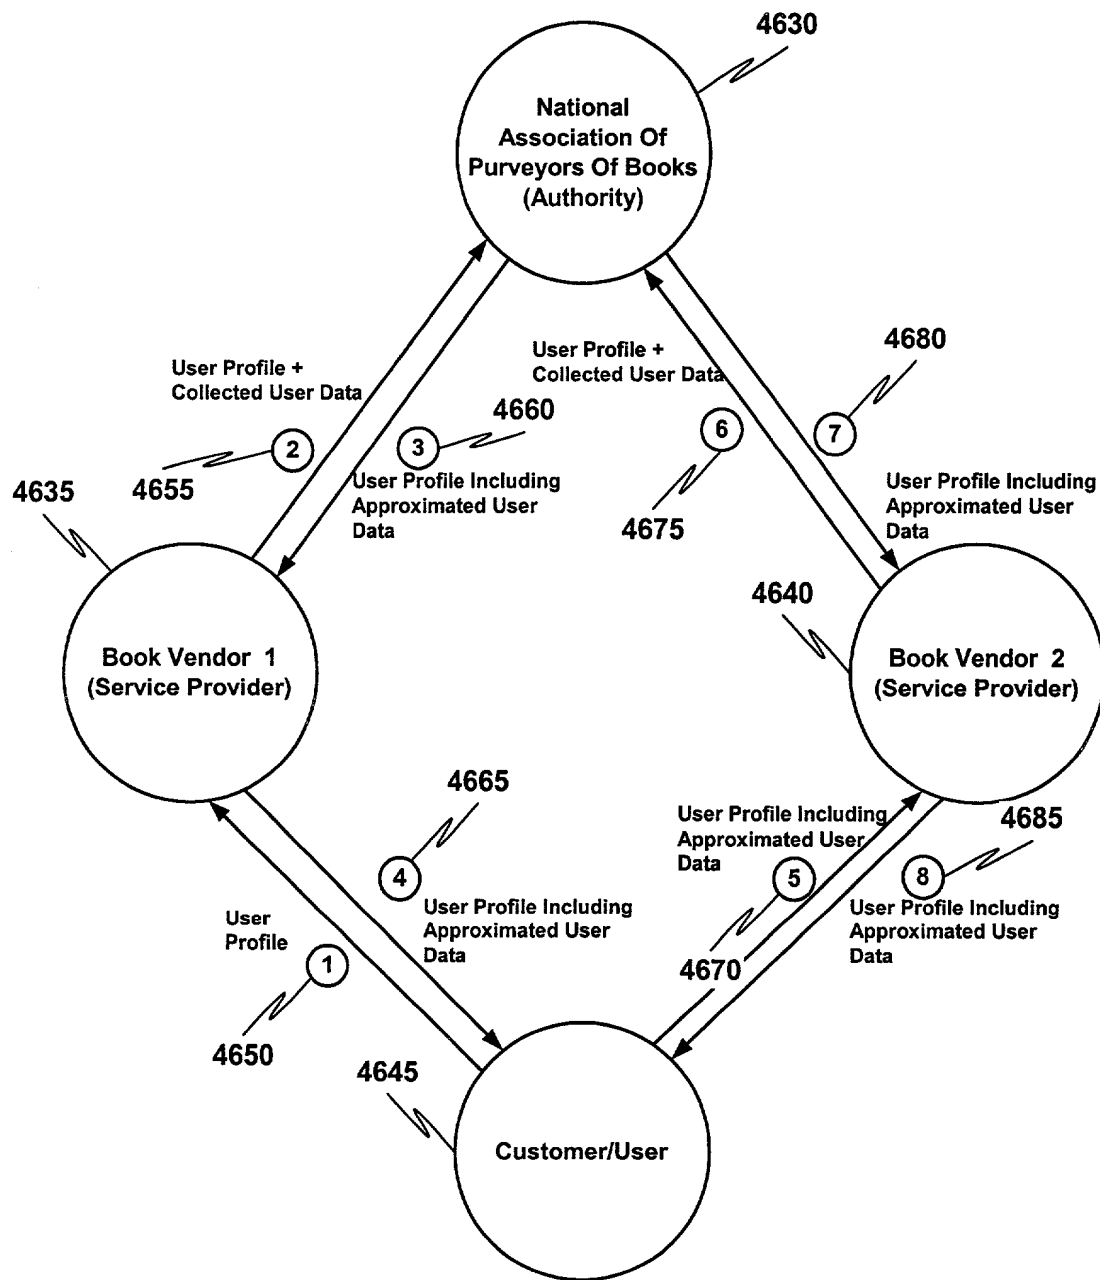 4630
National
Association Of
Purveyors Of Books
(Authority)
User Profile +
Collected User Data
2
4655
3
4660
User Profile Including
Approximated User
Data
User Profile +
Collected User Data
6
4675
7
4680
User Profile Including
Approximated User
Data
4635
Book Vendor 1
(Service Provider)
4640
Book Vendor 2
(Service Provider)
4665
4
User Profile Including
Approximated User
Data
User
Profile
1
4650
User Profile Including
Approximated User
Data
5
4670
4685
8
User Profile Including
Approximated User
Data
4645
Customer/User